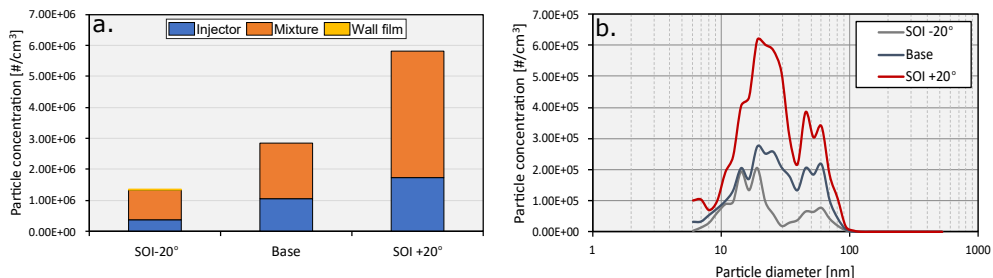 a.
Injector Mixture Wall film
Particle concentration [#/cm³]
7.00E+06
6.00E+06
5.00E+06
4.00E+06
3.00E+06
2.00E+06
1.00E+06
0.00E+00
SOI-20° Base SOI +20°
b.
SOI -20°
Base
SOI +20°
Particle concentration [#/cm³]
7.00E+05
6.00E+05
5.00E+05
4.00E+05
3.00E+05
2.00E+05
1.00E+05
0.00E+00
1 10 100 1000
Particle diameter [nm]